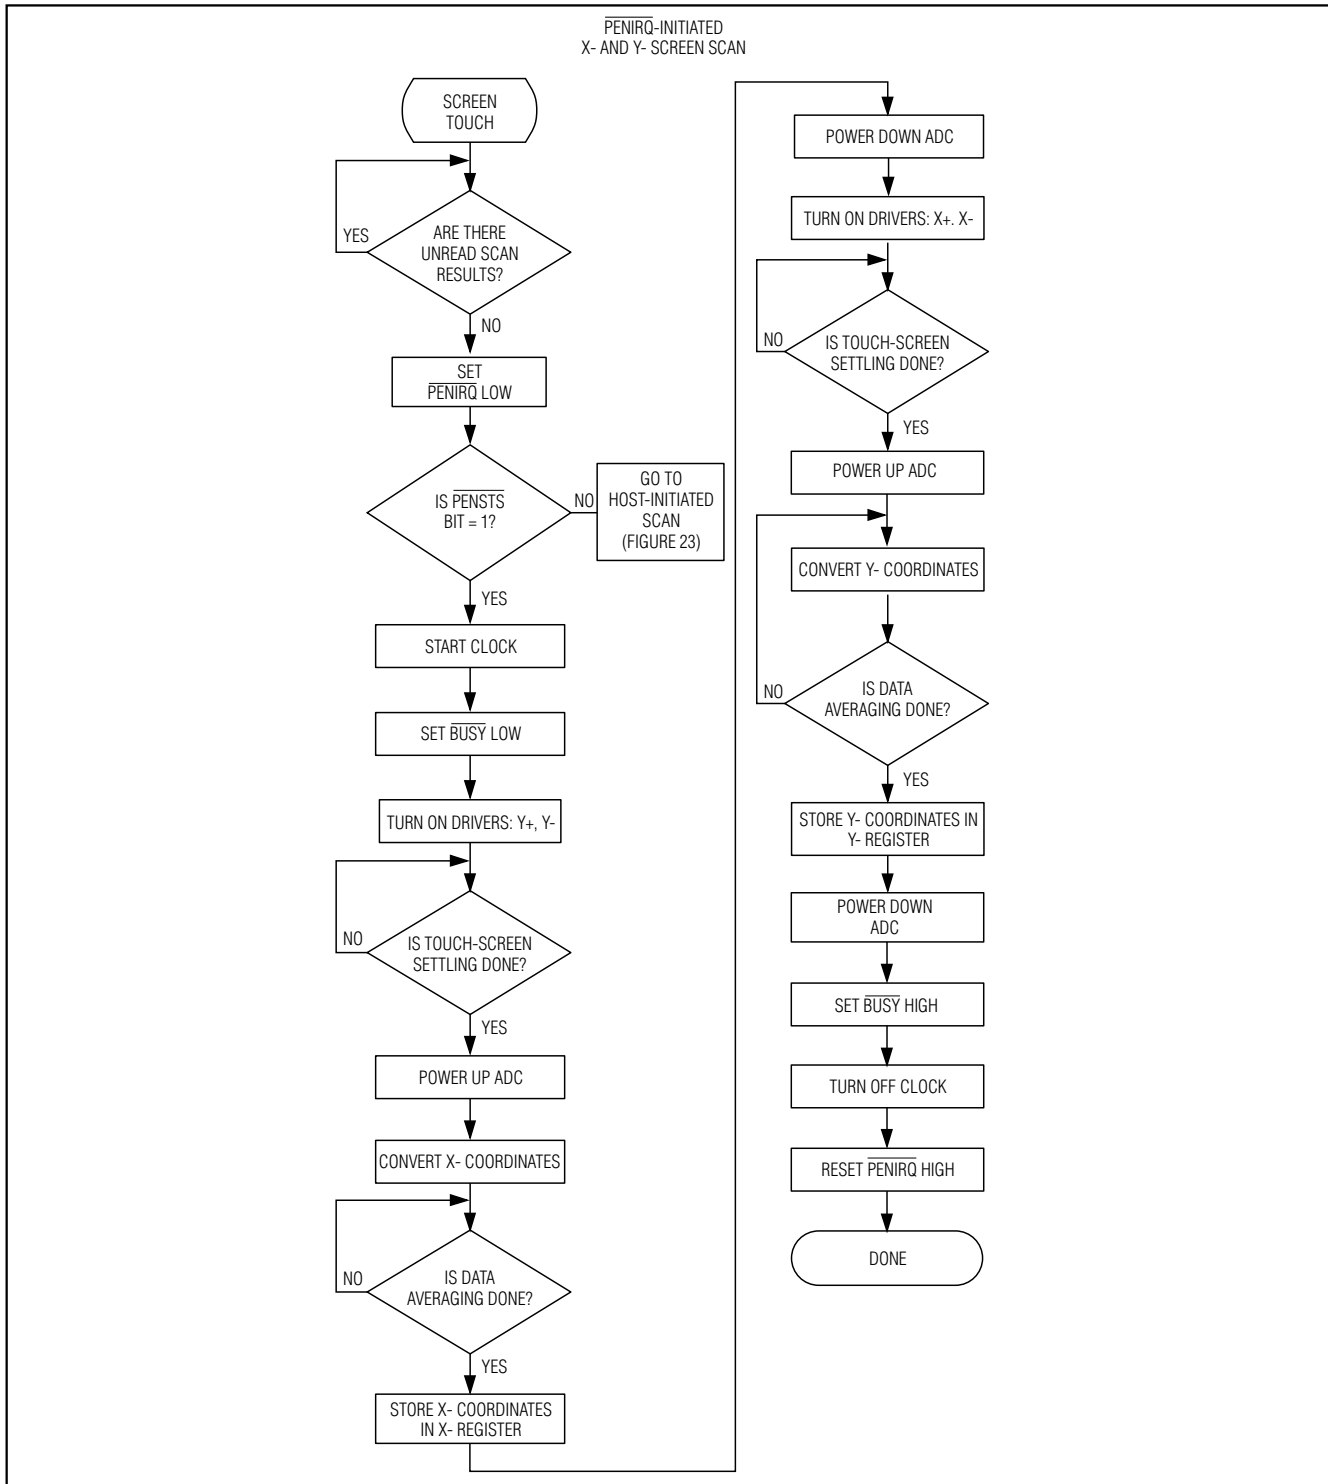 PENIRQ-INITIATED
X- AND Y- SCREEN SCAN
SCREEN
TOUCH
YES
ARE THERE
UNREAD SCAN
RESULTS?
NO
SET
PENIRQ LOW
IS PENSTS
BIT = 1?
NO
GO TO
HOST-INITIATED
SCAN
(FIGURE 23)
YES
START CLOCK
SET BUSY LOW
TURN ON DRIVERS: Y+, Y-
NO
IS TOUCH-SCREEN
SETTLING DONE?
YES
POWER UP ADC
CONVERT X- COORDINATES
NO
IS DATA
AVERAGING DONE?
YES
STORE X- COORDINATES
IN X- REGISTER
POWER DOWN ADC
TURN ON DRIVERS: X+. X-
NO
IS TOUCH-SCREEN
SETTLING DONE?
YES
POWER UP ADC
CONVERT Y- COORDINATES
NO
IS DATA
AVERAGING DONE?
YES
STORE Y- COORDINATES IN
Y- REGISTER
POWER DOWN
ADC
SET BUSY HIGH
TURN OFF CLOCK
RESET PENIRQ HIGH
DONE